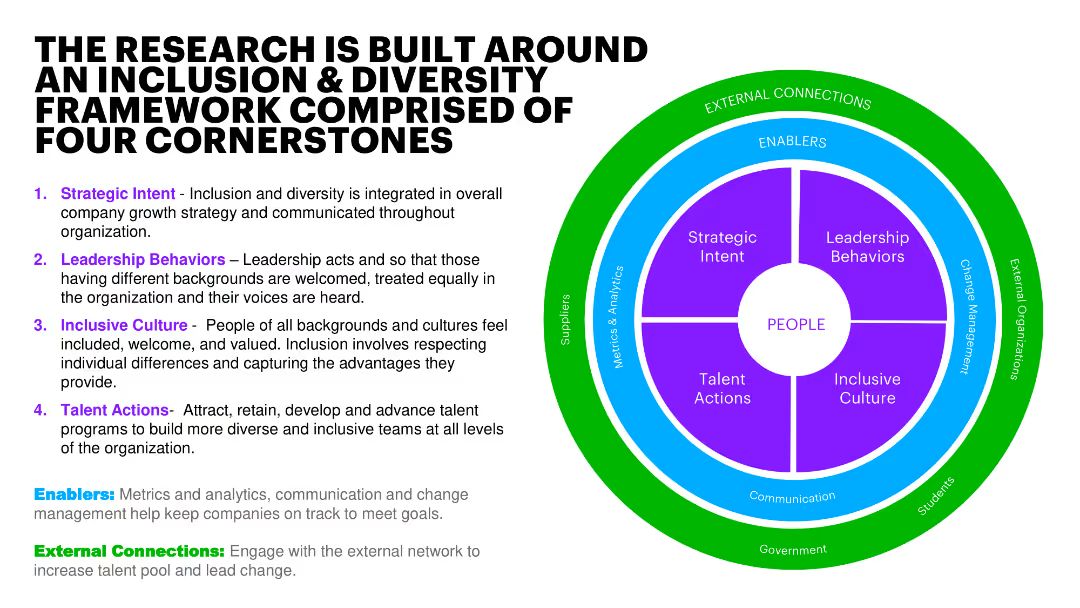 THE RESEARCH IS BUILT AROUND
AN INCLUSION & DIVERSITY
FRAMEWORK COMPRISED OF
FOUR CORNERSTONES
1. Strategic Intent - Inclusion and diversity is integrated in overall
company growth strategy and communicated throughout
organization.
2. Leadership Behaviors – Leadership acts and so that those
having different backgrounds are welcomed, treated equally in
the organization and their voices are heard.
3. Inclusive Culture - People of all backgrounds and cultures feel
included, welcome, and valued. Inclusion involves respecting
individual differences and capturing the advantages they
provide.
4. Talent Actions- Attract, retain, develop and advance talent
programs to build more diverse and inclusive teams at all levels
of the organization.
Enablers: Metrics and analytics, communication and change
management help keep companies on track to meet goals.
External Connections: Engage with the external network to
increase talent pool and lead change.
EXTERNAL CONNECTIONS
ENABLERS
Strategic
Intent
Leadership
Behaviors
Suppliers
Metrics & Analytics
PEOPLE
Change Management
External Organizations
Talent
Actions
Inclusive
Culture
Communication
Students
Government